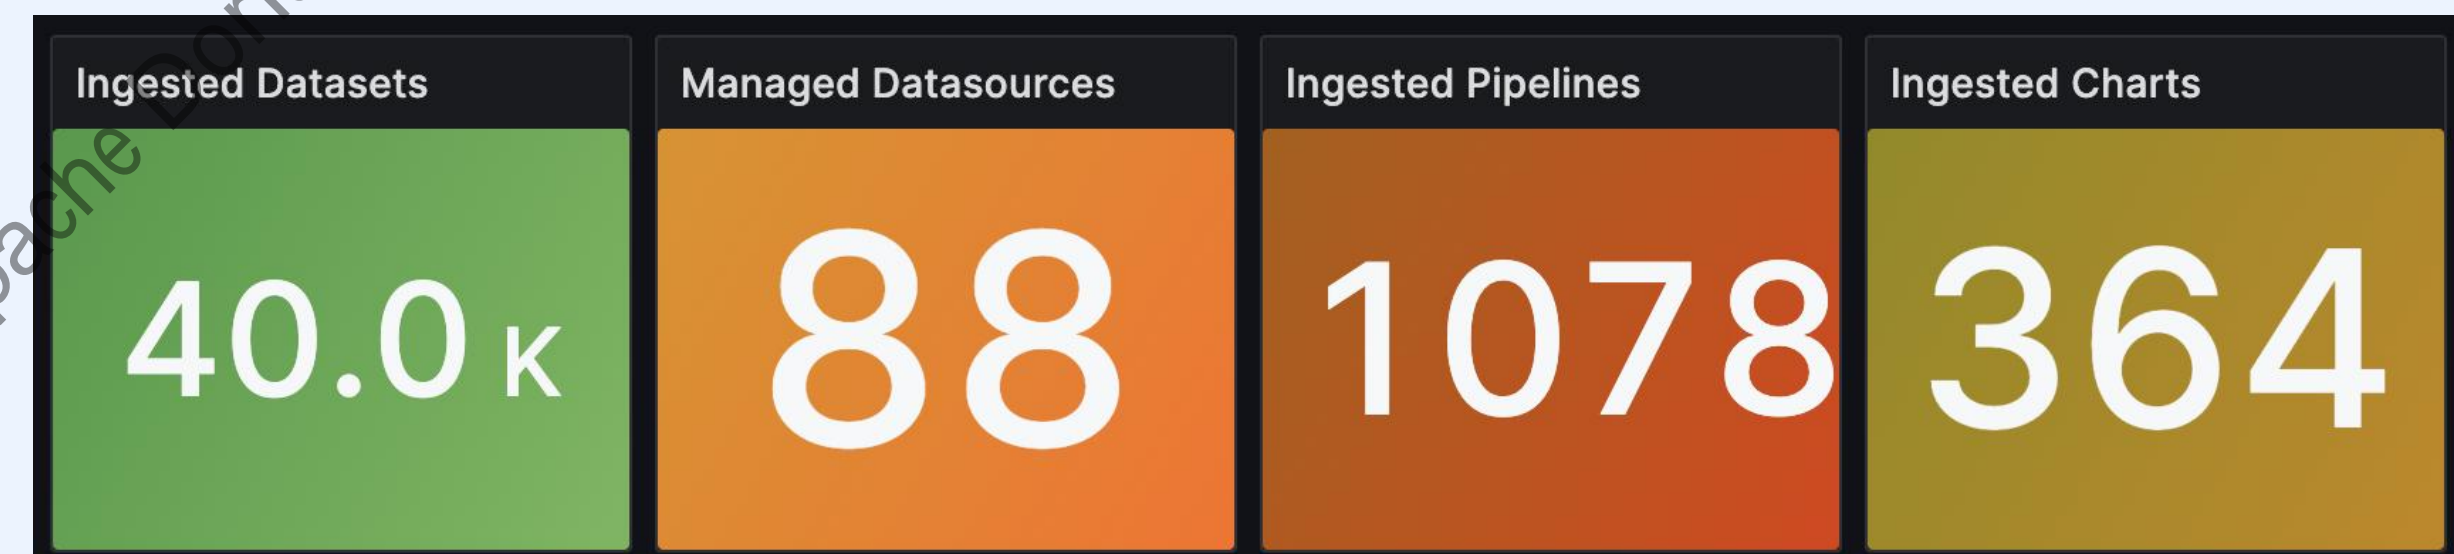 Ingested Datasets
40.0 K
Managed Datasources
88
Ingested Pipelines
1078
Ingested Charts
364